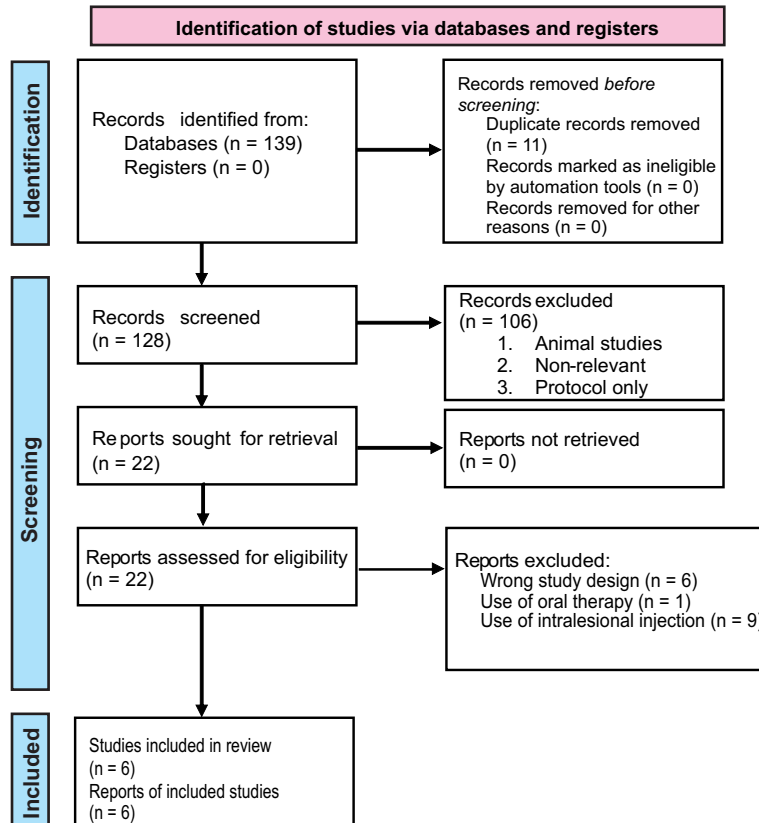 Identification of studies via databases and registers
Identification
Records identified from:
Databases (n = 139)
Registers (n = 0)
Records removed before
screening:
Duplicate records removed
(n = 11)
Records marked as ineligible
by automation tools (n = 0)
Records removed for other
reasons (n = 0)
Screening
Records screened
(n = 128)
Records excluded
(n = 106)
1. Animal studies
2. Non-relevant
3. Protocol only
Reports sought for retrieval
(n = 22)
Reports not retrieved
(n = 0)
Reports assessed for eligibility
(n = 22)
Reports excluded:
Wrong study design (n = 6)
Use of oral therapy (n = 1)
Use of intralesional injection (n = 9)
Included
Studies included in review
(n = 6)
Reports of included studies
(n = 6)